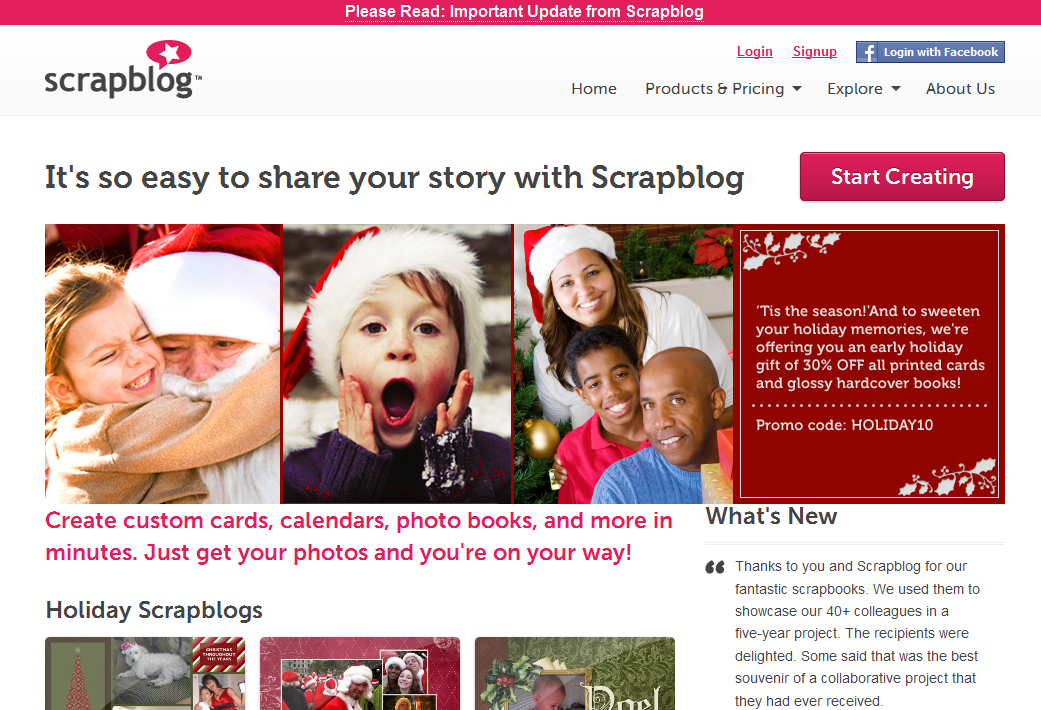 Please Read: Important Update from Scrapblog
scrapblog™
Login Signup Login with Facebook
Home Products & Pricing Explore About Us
It's so easy to share your story with Scrapblog
Start Creating
'Tis the season!'And to sweeten
your holiday memories, we're
offering you an early holiday
gift of 30% OFF all printed cards
and glossy hardcover books!
Promo code: HOLIDAY10
Create custom cards, calendars, photo books, and more in
minutes. Just get your photos and you're on your way!
Holiday Scrapblogs
CHRISTMAS
THROUGHOUT
THE YEARS
Noel
What's New
“ Thanks to you and Scrapblog for our
fantastic scrapbooks. We used them to
showcase our 40+ colleagues in a
five-year project. The recipients were
delighted. Some said that was the best
souvenir of a collaborative project that
they had ever received.